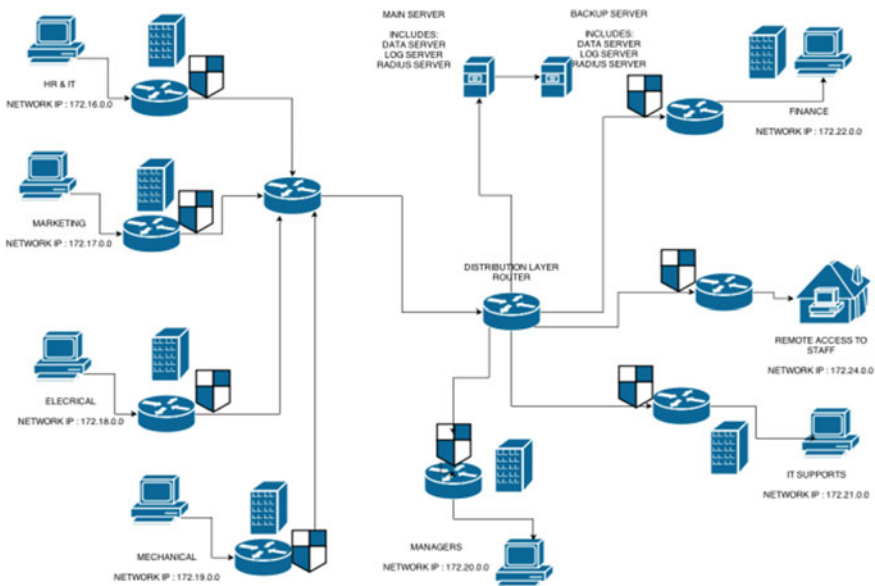 MAIN SERVER
INCLUDES:
DATA SERVER
LOG SERVER
RADIUS SERVER
BACKUP SERVER
INCLUDES:
DATA SERVER
LOG SERVER
RADIUS SERVER
HR & IT
NETWORK IP : 172.16.0.0
FINANCE
NETWORK IP : 172.22.0.0
MARKETING
NETWORK IP : 172.17.0.0
DISTRIBUTION LAYER
ROUTER
REMOTE ACCESS TO
STAFF
NETWORK IP : 172.24.0.0
ELECRICAL
NETWORK IP : 172.18.0.0
IT SUPPORTS
NETWORK IP : 172.21.0.0
MECHANICAL
NETWORK IP : 172.19.0.0
MANAGERS
NETWORK IP : 172.20.0.0